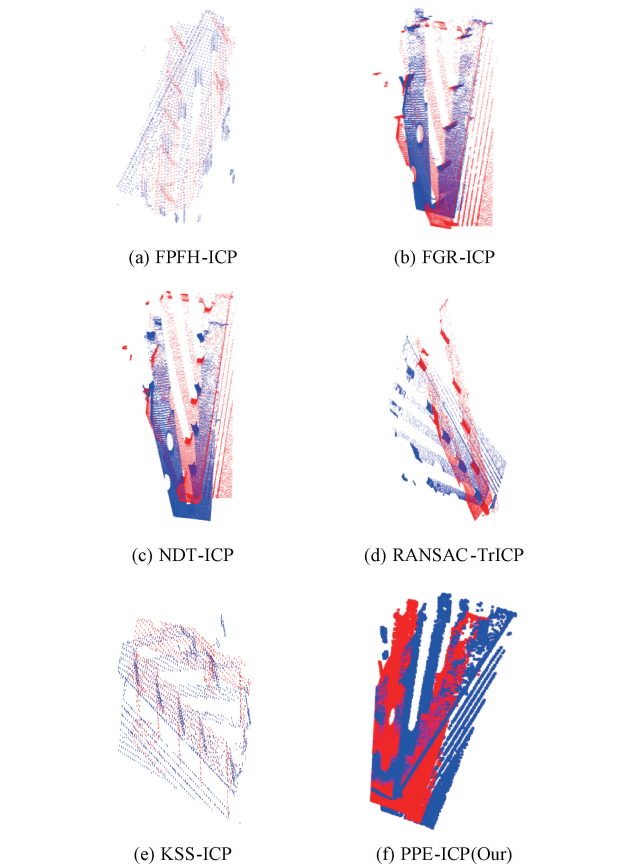 (a) FPFH-ICP
(b) FGR-ICP
(c) NDT-ICP
(d) RANSAC-TrICP
(e) KSS-ICP
(f) PPE-ICP(Our)